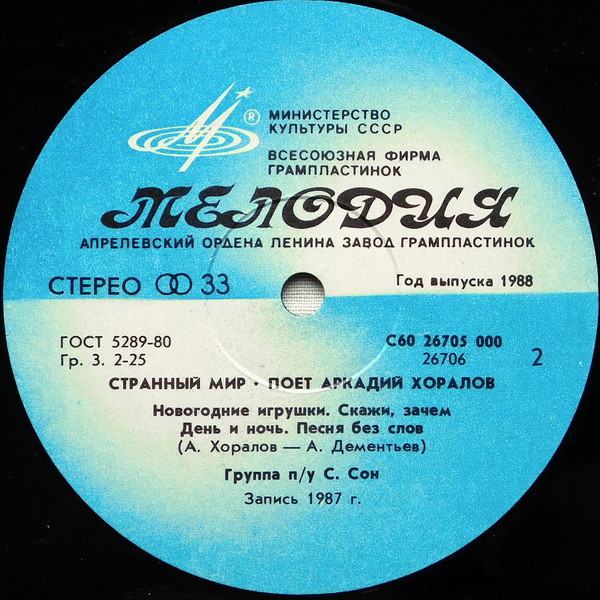 ®
МИНИСТЕРСТВО
КУЛЬТУРЫ СССР
ВСЕСОЮЗНАЯ ФИРМА
ГРАМПЛАСТИНОК
МЕЛОДИЯ
АПРЕЛЕВСКИЙ ОРДЕНА ЛЕНИНА ЗАВОД ГРАМПЛАСТИНОК
СТЕРЕО 33
Год выпуска 1988
ГОСТ 5289-80
С60 26705 000
Гр. 3. 2-25
26706
2
СТРАННЫЙ МИР • ПОЕТ АРКАДИЙ ХОРАЛОВ
Новогодние игрушки. Скажи, зачем
День и ночь. Песня без слов
(А. Хоралов — А. Дементьев)
Группа п/у С. Сон
Запись 1987 г.